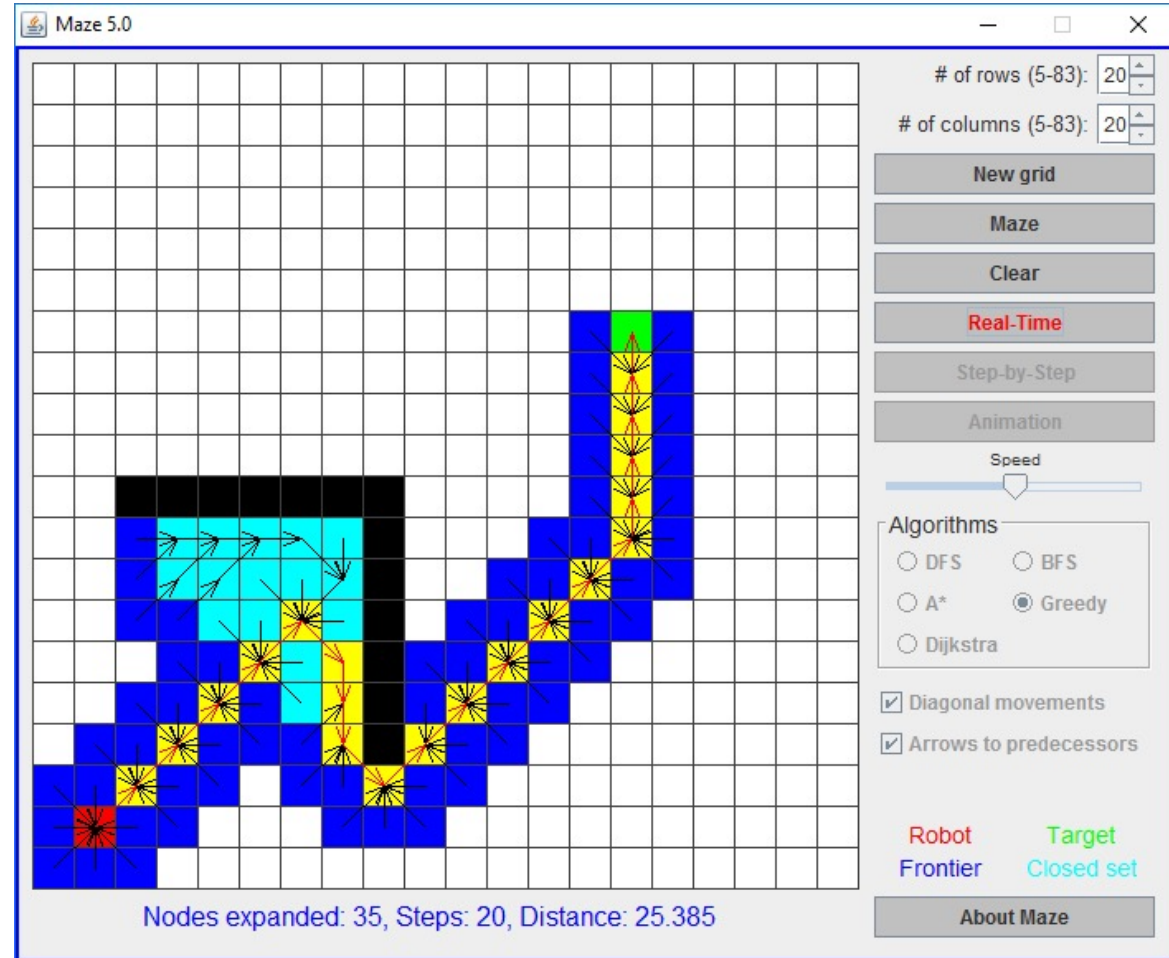 Maze 5.0
# of rows (5-83): 20
# of columns (5-83): 20
New grid
Maze
Clear
Real-Time
Step-by-Step
Animation
Speed
Algorithms
DFS BFS
A* Greedy
Dijkstra
Diagonal movements
Arrows to predecessors
Robot Target
Frontier Closed set
About Maze
Nodes expanded: 35, Steps: 20, Distance: 25.385